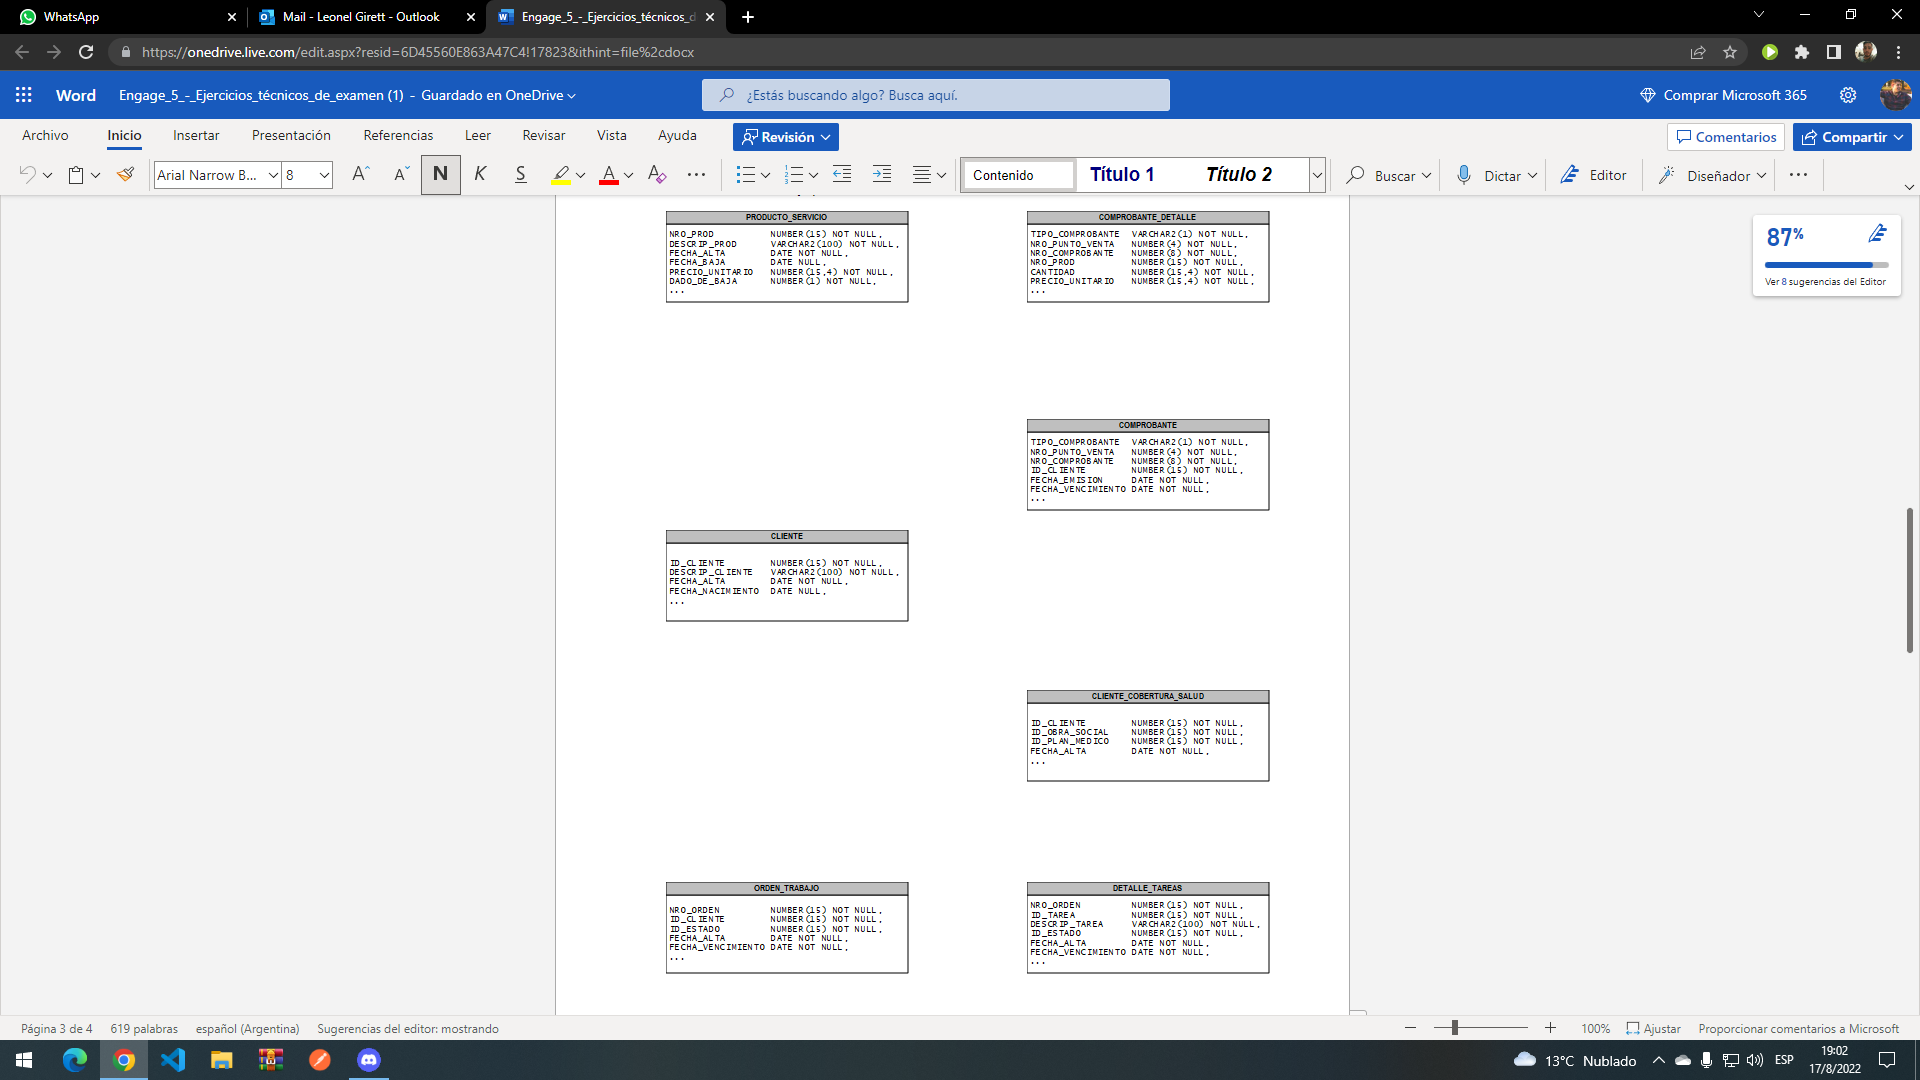 WhatsApp
Mail - Leonel Girett - Outlook
Engage_5_-_Ejercicios_técnicos_d
https://onedrive.live.com/edit.aspx?resid=6D45560E863A47C4!17823&ithint=file%2cdocx
Word
Engage_5_-_Ejercicios_técnicos_de_examen (1) - Guardado en OneDrive
¿Estás buscando algo? Busca aquí.
Comprar Microsoft 365
Archivo
Inicio
Insertar
Presentación
Referencias
Leer
Revisar
Vista
Ayuda
Revisión
Comentarios
Compartir
Arial Narrow B...
8
N
K
S
Contenido
Título 1
Título 2
Buscar
Dictar
Editor
Diseñador
87%
Ver 8 sugerencias del Editor
PRODUCTO_SERVICIO
NRO_PROD NUMBER(15) NOT NULL,
DESCRIP_PROD VARCHAR2(100) NOT NULL,
FECHA_ALTA DATE NOT NULL,
FECHA_BAJA DATE NULL,
PRECIO_UNITARIO NUMBER(15,4) NOT NULL,
DADO_DE_BAJA NUMBER(1) NOT NULL,
...
COMPROBANTE_DETALLE
TIPO_COMPROBANTE VARCHAR2(1) NOT NULL,
NRO_PUNTO_VENTA NUMBER(4) NOT NULL,
NRO_COMPROBANTE NUMBER(8) NOT NULL,
NRO_PROD NUMBER(15) NOT NULL,
CANTIDAD NUMBER(15,4) NOT NULL,
PRECIO_UNITARIO NUMBER(15,4) NOT NULL,
...
COMPROBANTE
TIPO_COMPROBANTE VARCHAR2(1) NOT NULL,
NRO_PUNTO_VENTA NUMBER(4) NOT NULL,
NRO_COMPROBANTE NUMBER(8) NOT NULL,
ID_CLIENTE NUMBER(15) NOT NULL,
FECHA_EMISION DATE NOT NULL,
FECHA_VENCIMIENTO DATE NOT NULL,
...
CLIENTE
ID_CLIENTE NUMBER(15) NOT NULL,
DESCRIP_CLIENTE VARCHAR2(100) NOT NULL,
FECHA_ALTA DATE NOT NULL,
FECHA_NACIMIENTO DATE NULL,
...
CLIENTE_COBERTURA_SALUD
ID_CLIENTE NUMBER(15) NOT NULL,
ID_OBRA_SOCIAL NUMBER(15) NOT NULL,
ID_PLAN_MEDICO NUMBER(15) NOT NULL,
FECHA_ALTA DATE NOT NULL,
...
ORDEN_TRABAJO
NRO_ORDEN NUMBER(15) NOT NULL,
ID_CLIENTE NUMBER(15) NOT NULL,
ID_ESTADO NUMBER(15) NOT NULL,
FECHA_ALTA DATE NOT NULL,
FECHA_VENCIMIENTO DATE NOT NULL,
...
DETALLE_TAREAS
NRO_ORDEN NUMBER(15) NOT NULL,
ID_TAREA NUMBER(15) NOT NULL,
DESCRIP_TAREA VARCHAR2(100) NOT NULL,
ID_ESTADO NUMBER(15) NOT NULL,
FECHA_ALTA DATE NOT NULL,
FECHA_VENCIMIENTO DATE NOT NULL,
...
Página 3 de 4
619 palabras
español (Argentina)
Sugerencias del editor: mostrando
100%
Ajustar
Proporcionar comentarios a Microsoft
13°C Nublado
ESP
19:02
17/8/2022